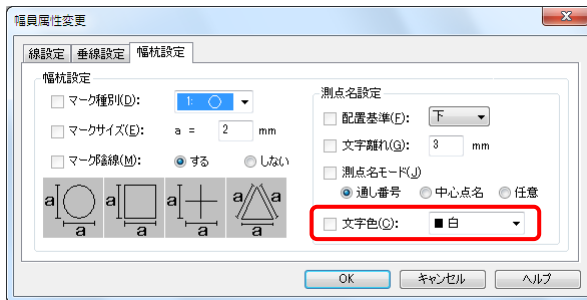 幅員属性変更
線設定 垂線設定 幅杭設定
幅杭設定
マーク種別(D): 1: ○
マークサイズ(E): a = 2 mm
マーク陰線(M): する しない
a a a a
a a a a
測点名設定
配置基準(F): 下
文字離れ(G): 3 mm
測点名モード(J)
通し番号 中心点名 任意
文字色(C): ■白
OK キャンセル ヘルプ